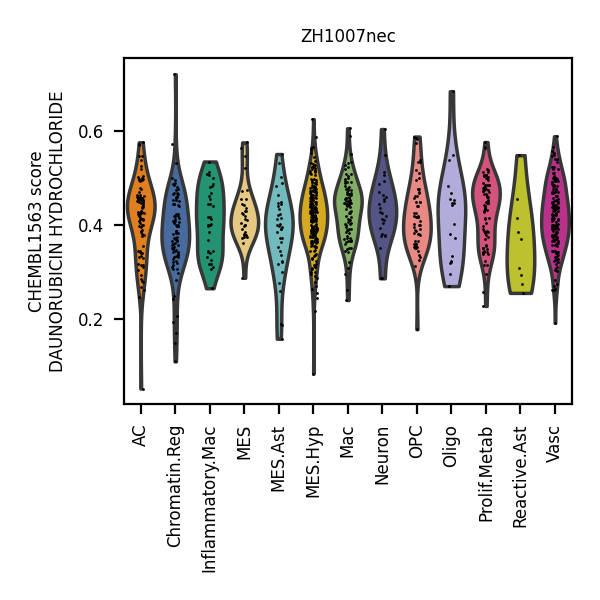 ZH1007nec
CHEMBL1563 score
DAUNORUBICIN HYDROCHLORIDE
0.6
0.4
0.2
AC
Chromatin.Reg
Inflammatory.Mac
MES
MES.Ast
MES.Hyp
Mac
Neuron
OPC
Oligo
Prolif.Metab
Reactive.Ast
Vasc